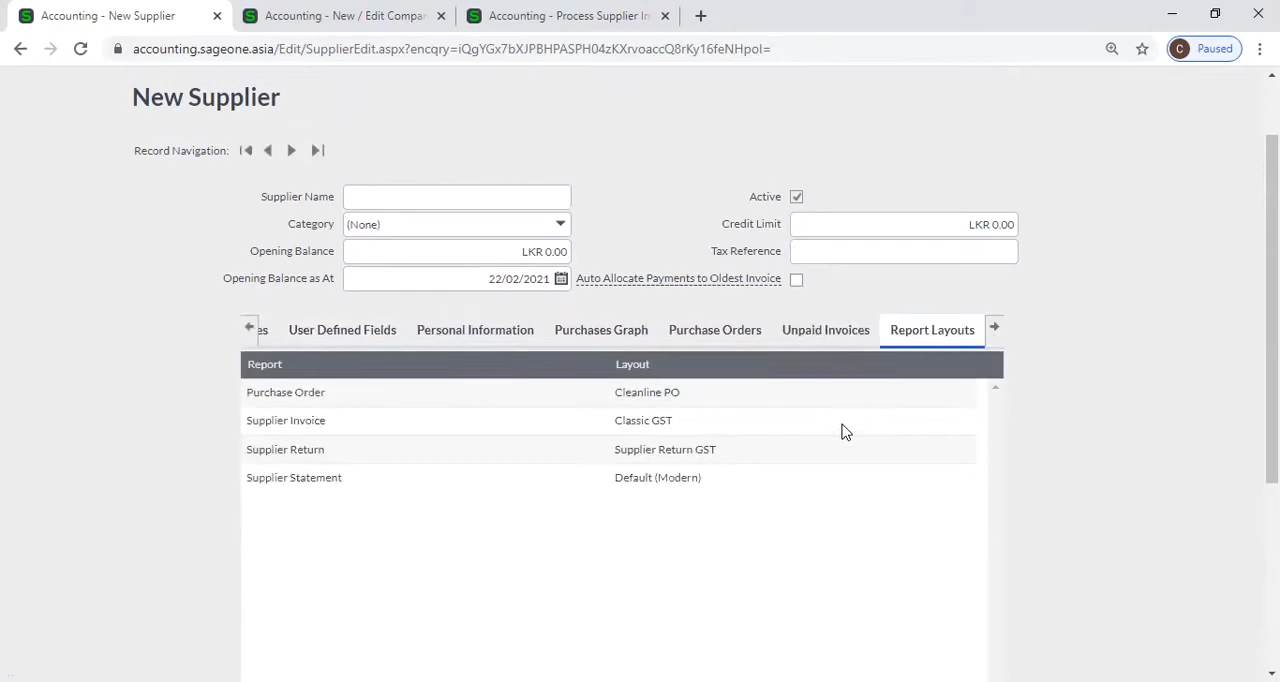 Accounting - New Supplier
Accounting - New / Edit Compa
Accounting - Process Supplier In
accounting.sageone.asia/Edit/SupplierEdit.aspx?encqry=iQgYGx7bXJPBHPASPH04zKXrvoaccQ8rKy16feNHpoI=
C Paused
New Supplier
Record Navigation:
Supplier Name
Active
Category (None)
Credit Limit LKR 0.00
Opening Balance LKR 0.00
Tax Reference
Opening Balance as At 22/02/2021 Auto Allocate Payments to Oldest Invoice
es User Defined Fields Personal Information Purchases Graph Purchase Orders Unpaid Invoices Report Layouts
Report Layout
Purchase Order Cleanline PO
Supplier Invoice Classic GST
Supplier Return Supplier Return GST
Supplier Statement Default (Modern)